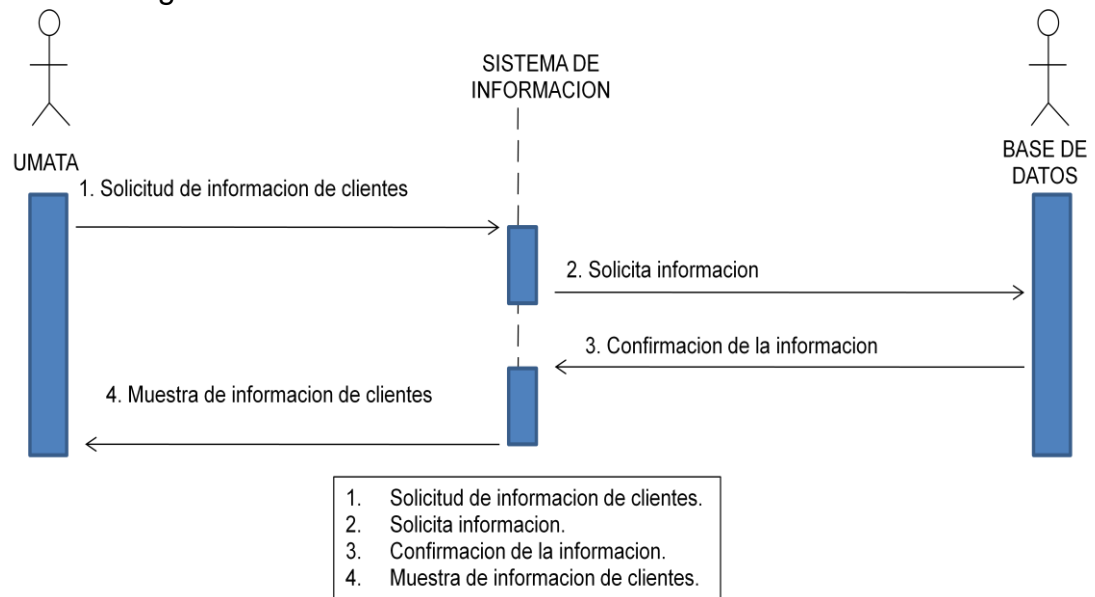 SISTEMA DE
INFORMACION
UMATA
BASE DE
DATOS
1. Solicitud de informacion de clientes
2. Solicita informacion
3. Confirmacion de la informacion
4. Muestra de informacion de clientes
1. Solicitud de informacion de clientes.
2. Solicita informacion.
3. Confirmacion de la informacion.
4. Muestra de informacion de clientes.